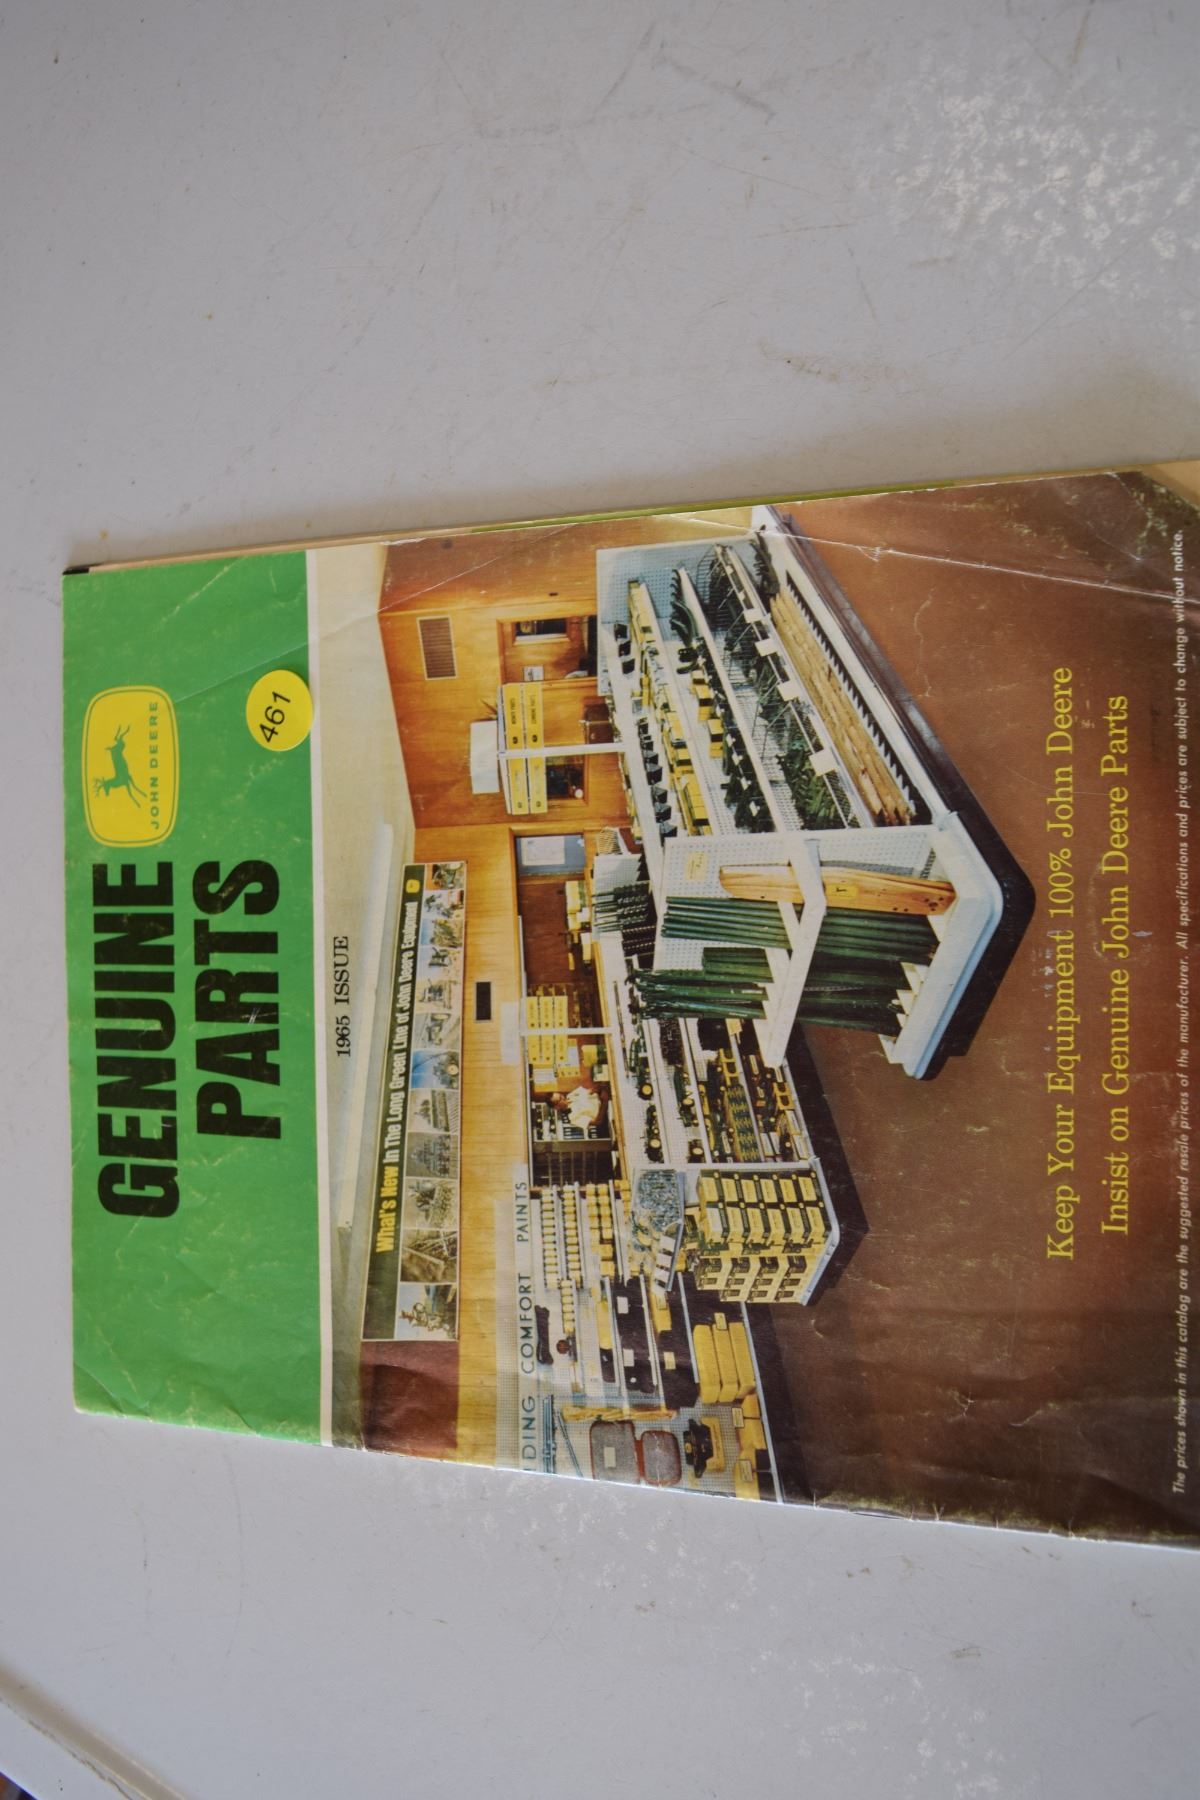 GENUINE
PARTS
JOHN DEERE
461
1965 ISSUE
What's New in The Long Green Line of John Deere Equipment
COMFORT PAINTS
Keep Your Equipment 100% John Deere
Insist on Genuine John Deere Parts
The prices shown in this catalog are the suggested resale prices of the manufacturer. All specifications and prices are subject to change without notice.